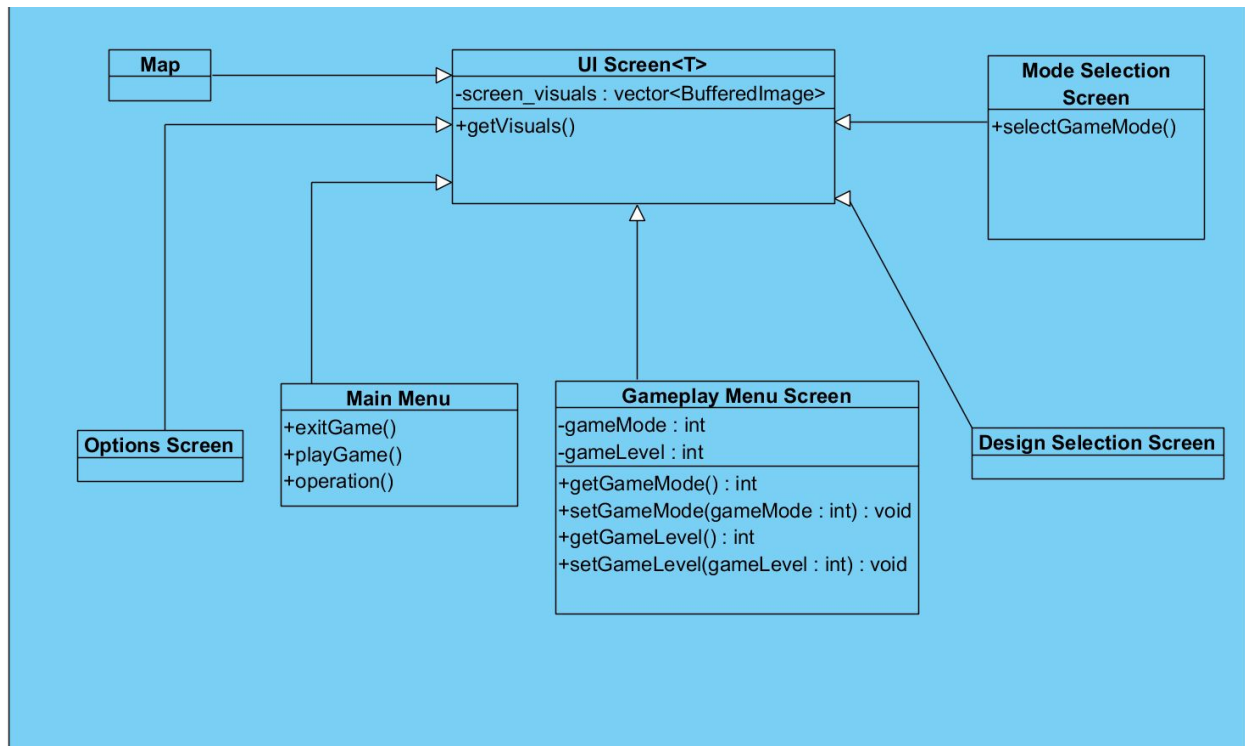 Map
UI Screen<T>
-screen_visuals : vector<BufferedImage>
+getVisuals()
Mode Selection
Screen
+selectGameMode()
Options Screen
Main Menu
+exitGame()
+playGame()
+operation()
Gameplay Menu Screen
-gameMode : int
-gameLevel : int
+getGameMode() : int
+setGameMode(gameMode : int) : void
+getGameLevel() : int
+setGameLevel(gameLevel : int) : void
Design Selection Screen